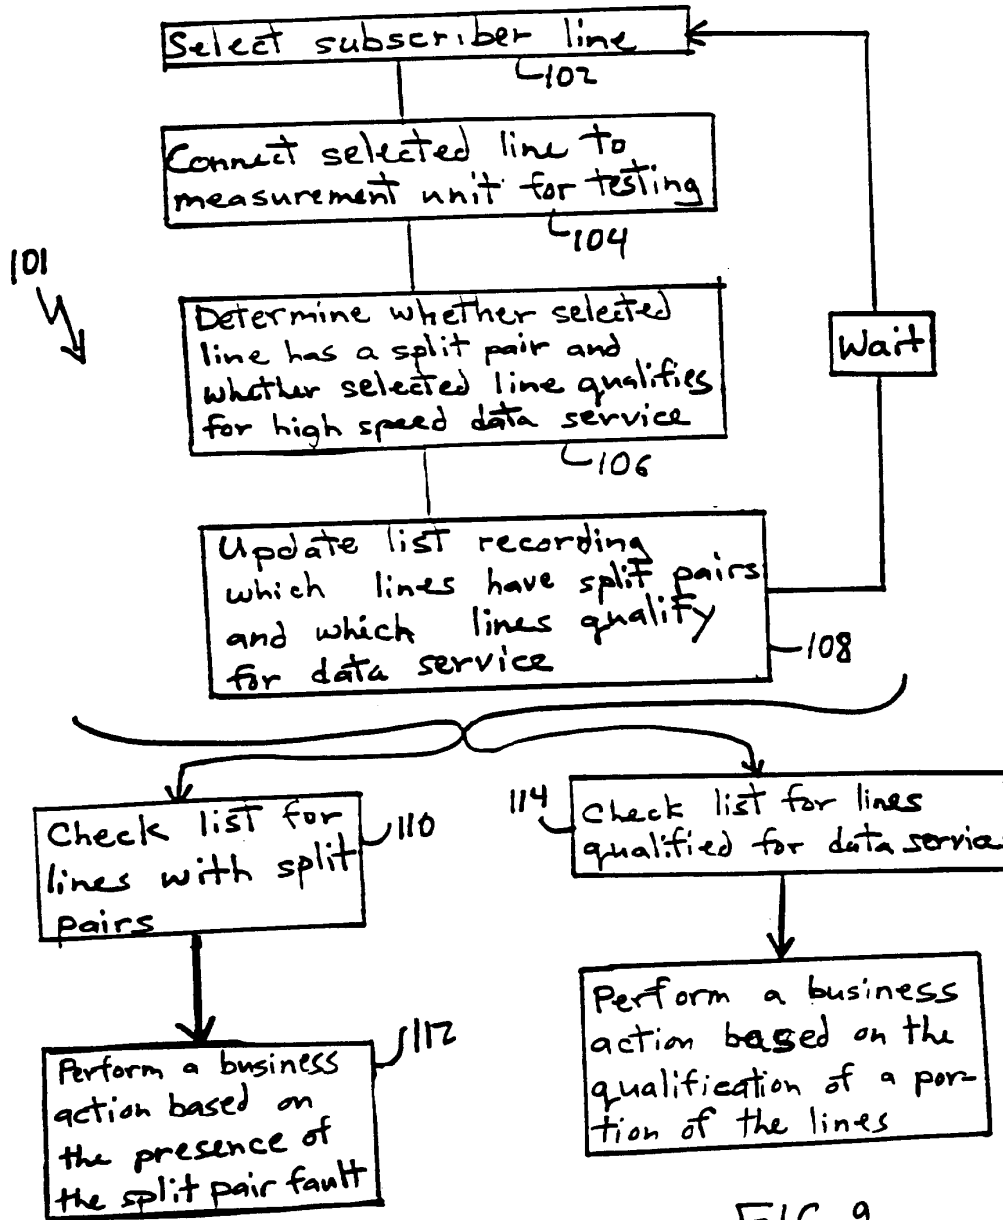 Select subscriber line
102
Connect selected line to
measurement unit for testing
104
101
Determine whether selected
line has a split pair and
whether selected line qualifies
for high speed data service
106
Wait
Update list recording
which lines have split pairs
and which lines qualify
for data service
108
Check list for
lines with split
pairs
110
114
Check list for lines
qualified for data service
Perform a business
action based on
the presence of
the split pair fault
112
Perform a business
action based on the
qualification of a por-
tion of the lines
FIG. 9